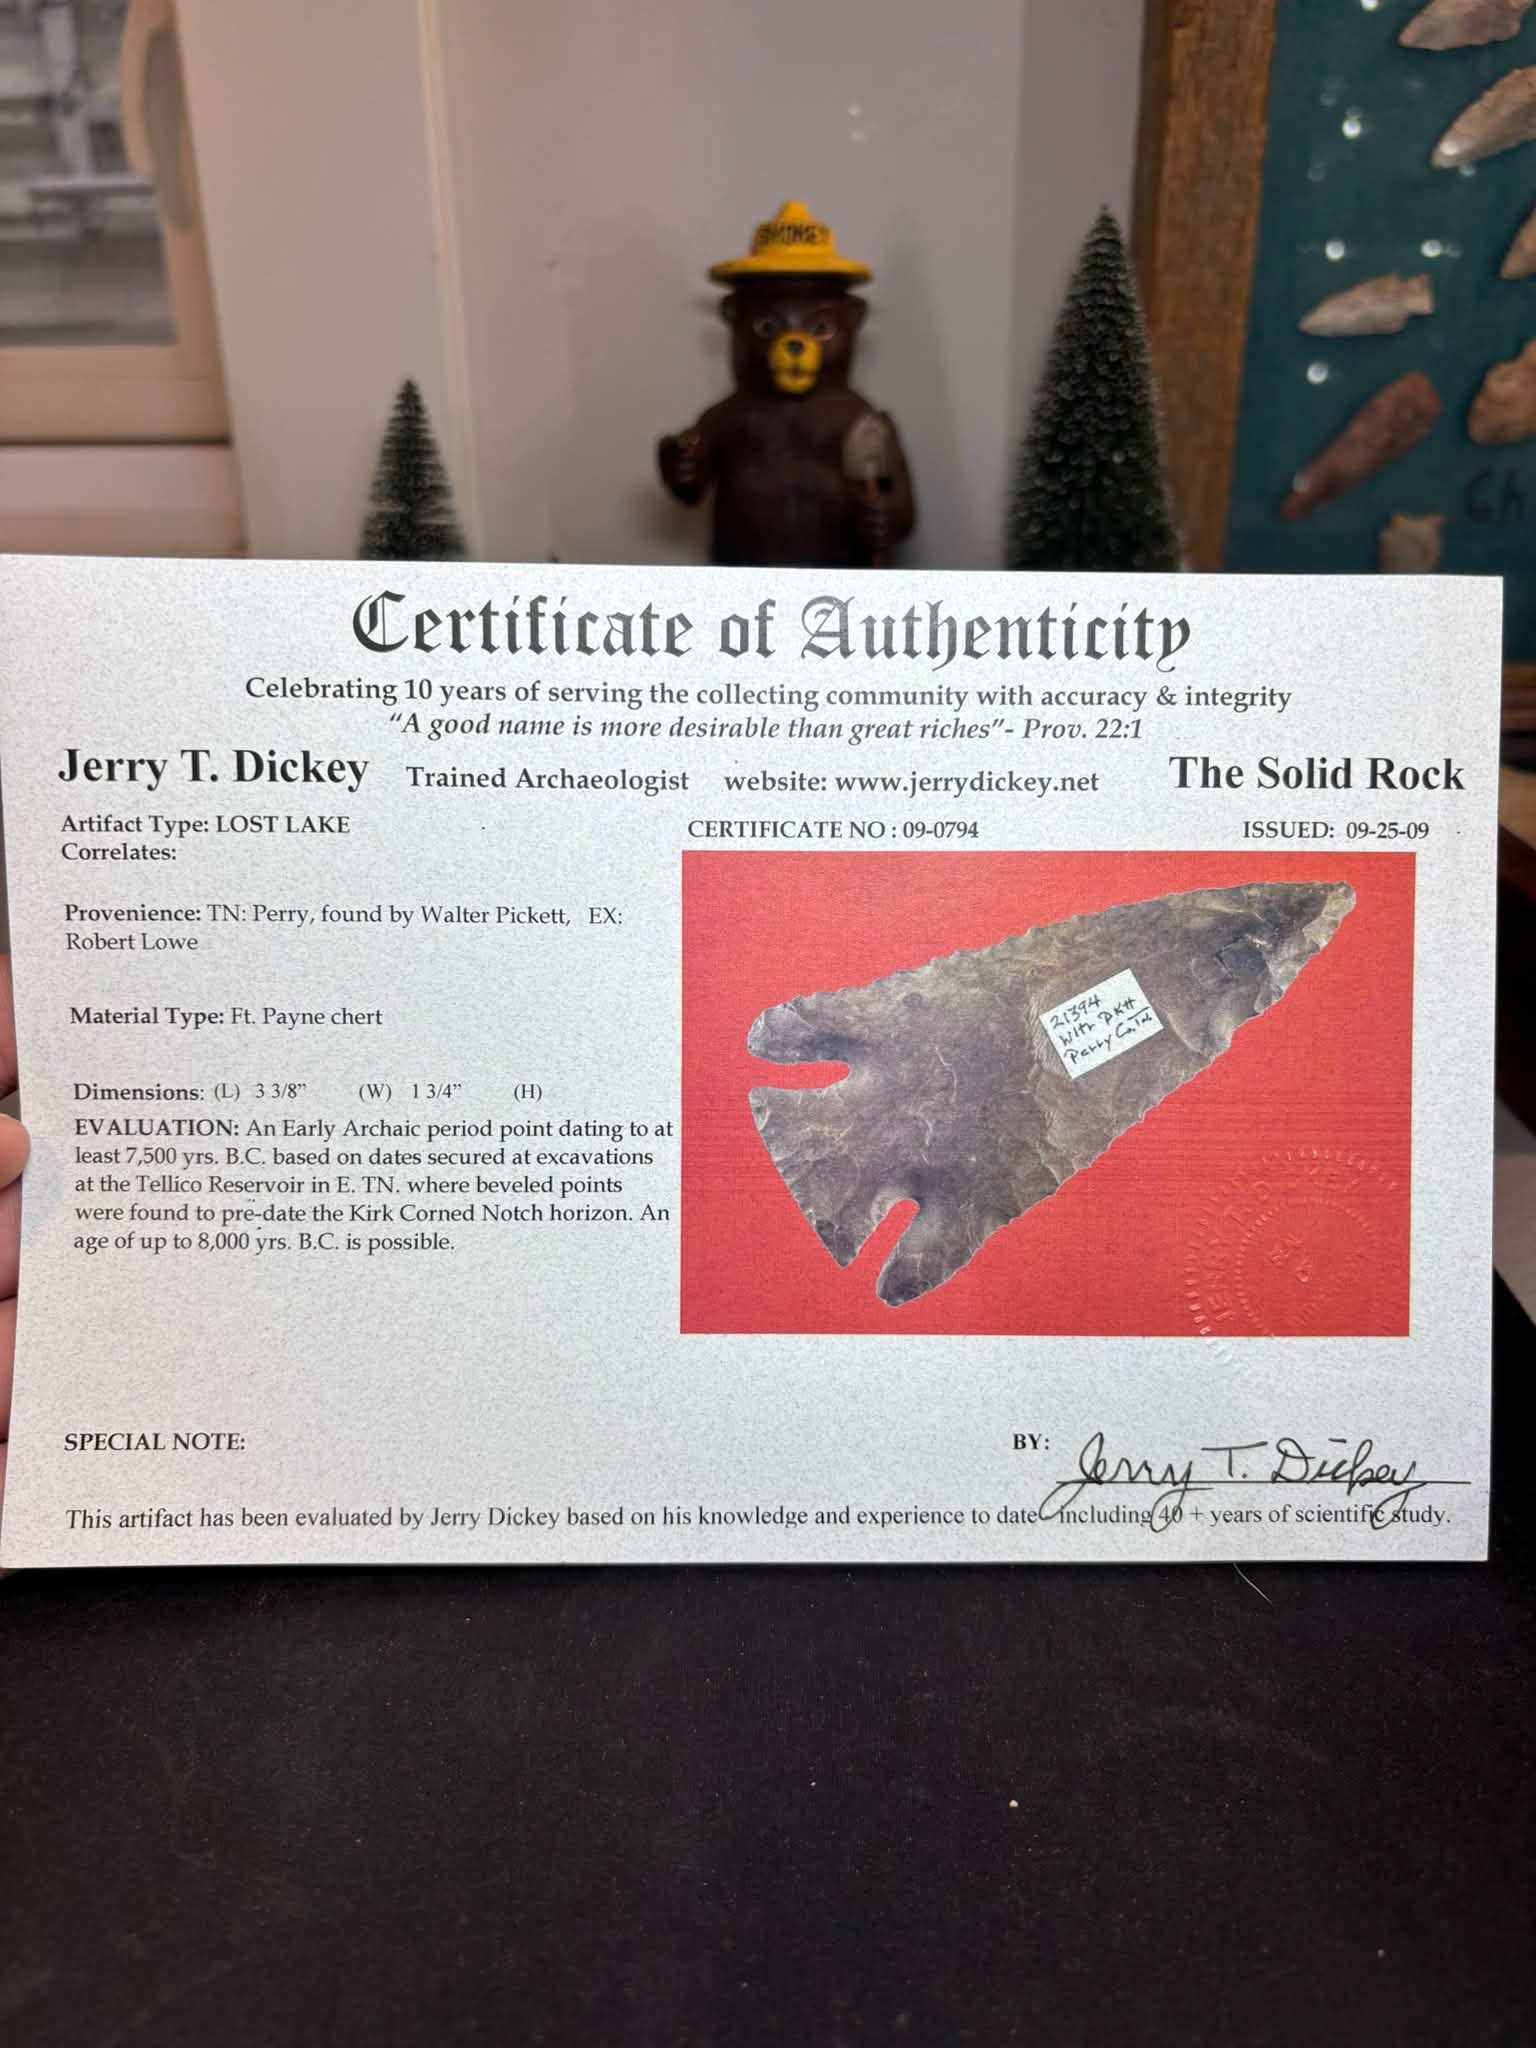 SMOKEY
Ch
Certificate of Authenticity
Celebrating 10 years of serving the collecting community with accuracy & integrity
“A good name is more desirable than great riches”- Prov. 22:1
Jerry T. Dickey Trained Archaeologist website: www.jerrydickey.net The Solid Rock
Artifact Type: LOST LAKE
Correlates:
CERTIFICATE NO : 09-0794 ISSUED: 09-25-09
Provenience: TN: Perry, found by Walter Pickett, EX:
Robert Lowe
Material Type: Ft. Payne chert
Dimensions: (L) 3 3/8” (W) 1 3/4” (H)
EVALUATION: An Early Archaic period point dating to at
least 7,500 yrs. B.C. based on dates secured at excavations
at the Tellico Reservoir in E. TN. where beveled points
were found to pre-date the Kirk Corned Notch horizon. An
age of up to 8,000 yrs. B.C. is possible.
21394
Perry Co. Tn
JERRY
SPECIAL NOTE:
BY: Jerry T. Dickey
This artifact has been evaluated by Jerry Dickey based on his knowledge and experience to date including 40 + years of scientific study.